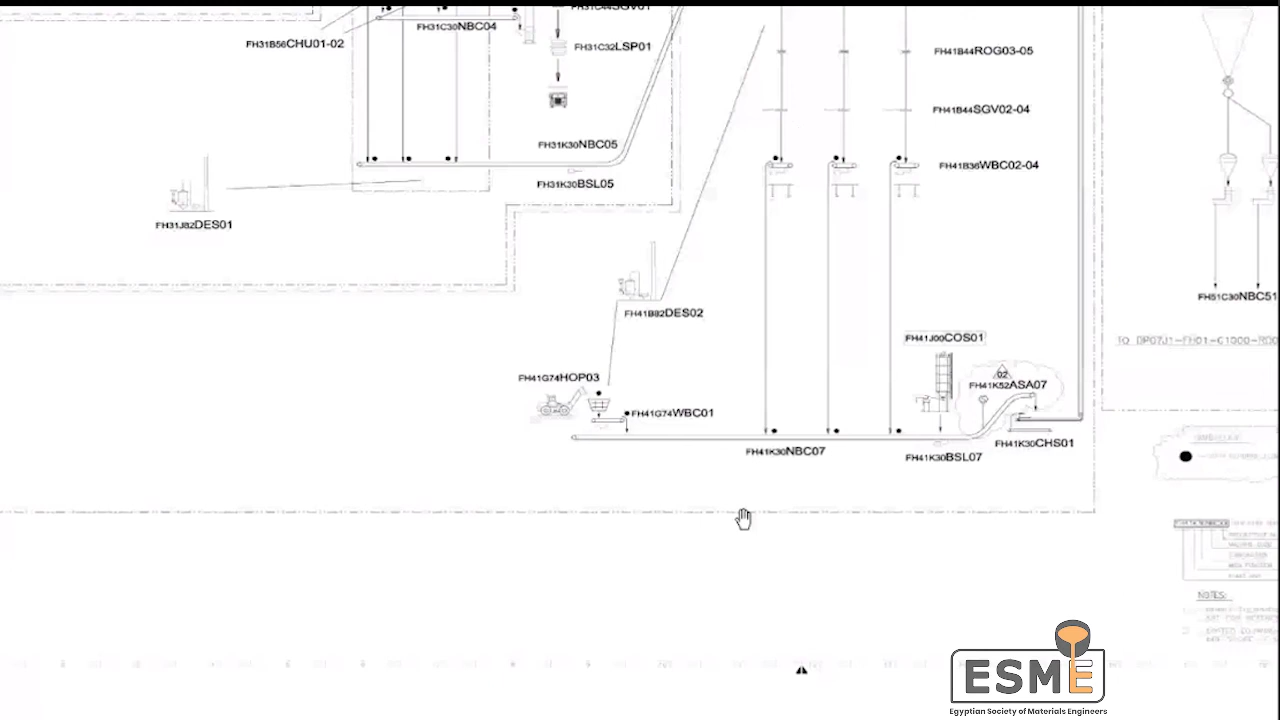 FH31C44SGV01
FH31C30NBC04
FH31B56CHU01-02
FH31C32LSP01
FH41B44ROG03-05
FH41B44SGV02-04
FH31K30NBC05
FH41B36WBC02-04
FH31K30BSL05
FH31J82DES01
FH51C30NBC51
FH41B82DES02
FH41J00COS01
02
FH41G74HOP03
FH41K52ASA07
FH41G74WBC01
FH41K30CHS01
FH41K30NBC07
FH41K30BSL07
NOTES:
ESME
Egyptian Society of Materials Engineers